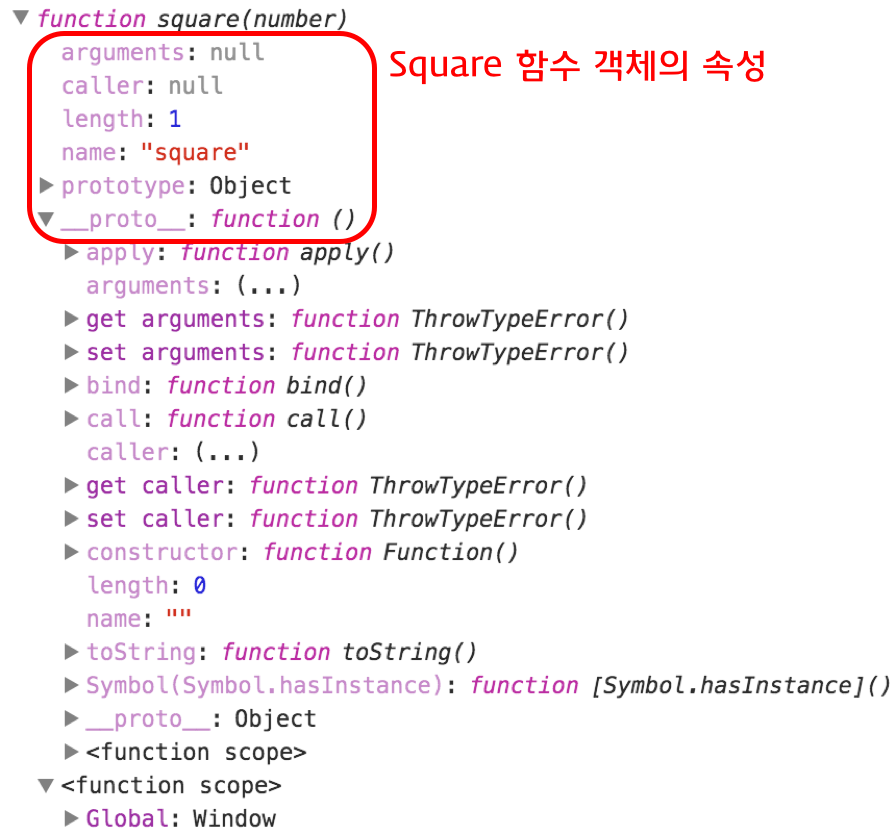 ▼ function square(number)
arguments: null
Square 함수 객체의 속성
caller: null
length: 1
name: "square"
▶ prototype: Object
▼ __proto__: function ()
▶ apply: function apply()
arguments: (...)
▶ get arguments: function ThrowTypeError()
▶ set arguments: function ThrowTypeError()
▶ bind: function bind()
▶ call: function call()
caller: (...)
▶ get caller: function ThrowTypeError()
▶ set caller: function ThrowTypeError()
▶ constructor: function Function()
length: 0
name: ""
▶ toString: function toString()
▶ Symbol(Symbol.hasInstance): function [Symbol.hasInstance]()
▶ __proto__: Object
▶ <function scope>
▼ <function scope>
▶ Global: Window